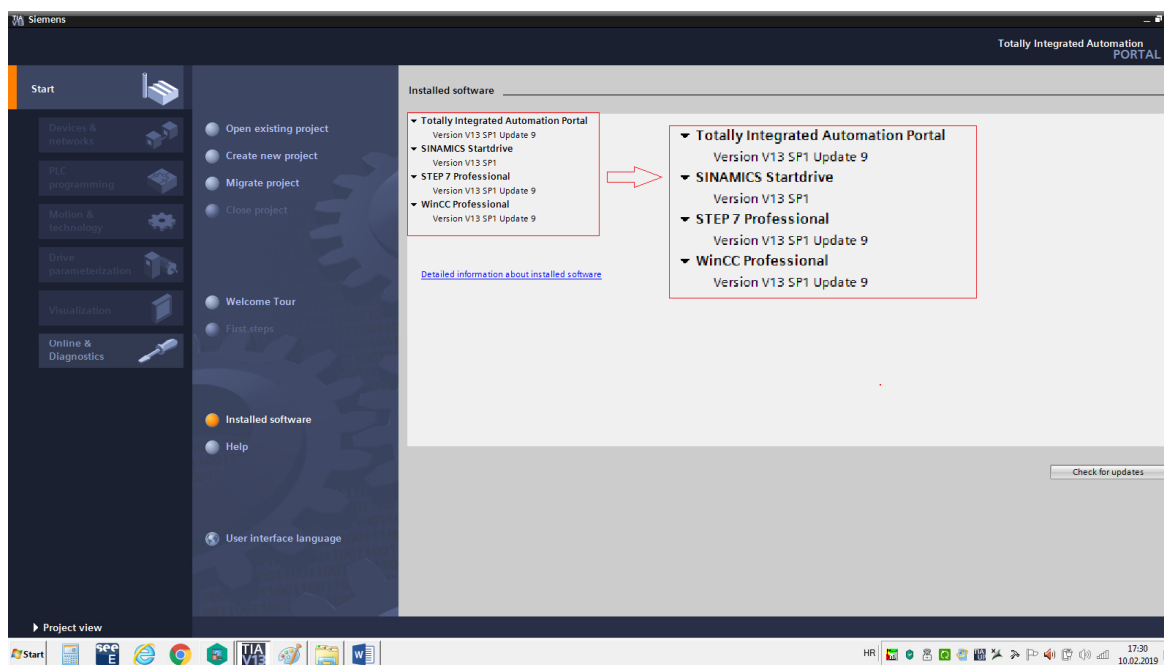 Siemens
Totally Integrated Automation
PORTAL
Start
Devices &
networks
PLC
programming
Motion &
technology
Drive
parameterization
Visualization
Online &
Diagnostics
Project view
Open existing project
Create new project
Migrate project
Close project
Welcome Tour
First steps
Installed software
Help
User interface language
Installed software
Totally Integrated Automation Portal
Version V13 SP1 Update 9
SINAMICS Startdrive
Version V13 SP1
STEP 7 Professional
Version V13 SP1 Update 9
WinCC Professional
Version V13 SP1 Update 9
Detailed information about installed software
Totally Integrated Automation Portal
Version V13 SP1 Update 9
SINAMICS Startdrive
Version V13 SP1
STEP 7 Professional
Version V13 SP1 Update 9
WinCC Professional
Version V13 SP1 Update 9
Check for updates
Start
see
E
TIA
V13
W
HR
17:30
10.02.2019